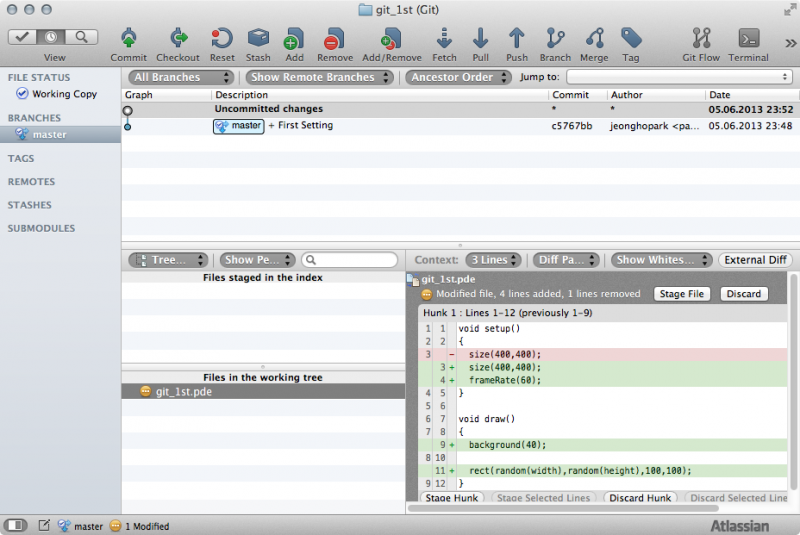 git_1st (Git)
View Commit Checkout Reset Stash Add Remove Add/Remove Fetch Pull Push Branch Merge Tag Git Flow Terminal
FILE STATUS
Working Copy
BRANCHES
master
TAGS
REMOTES
STASHES
SUBMODULES
All Branches Show Remote Branches Ancestor Order Jump to:
Graph Description Commit Author Date
Uncommitted changes * * 05.06.2013 23:52
master + First Setting c5767bb jeonghopark <pa... 05.06.2013 23:48
Tree... Show Pe...
Files staged in the index
Files in the working tree
git_1st.pde
Context: 3 Lines Diff Pa... Show Whites... External Diff
git_1st.pde
Modified file, 4 lines added, 1 lines removed Stage File Discard
Hunk 1 : Lines 1-12 (previously 1-9)
1 1 void setup()
2 2 {
3 - size(400,400);
3 + size(400,400);
4 + frameRate(60);
4 5 }
5 6
6 7 void draw()
7 8 {
9 + background(40);
8 10
11 + rect(random(width),random(height),100,100);
9 12 }
Stage Hunk Stage Selected Lines Discard Hunk Discard Selected Line
master 1 Modified Atlassian